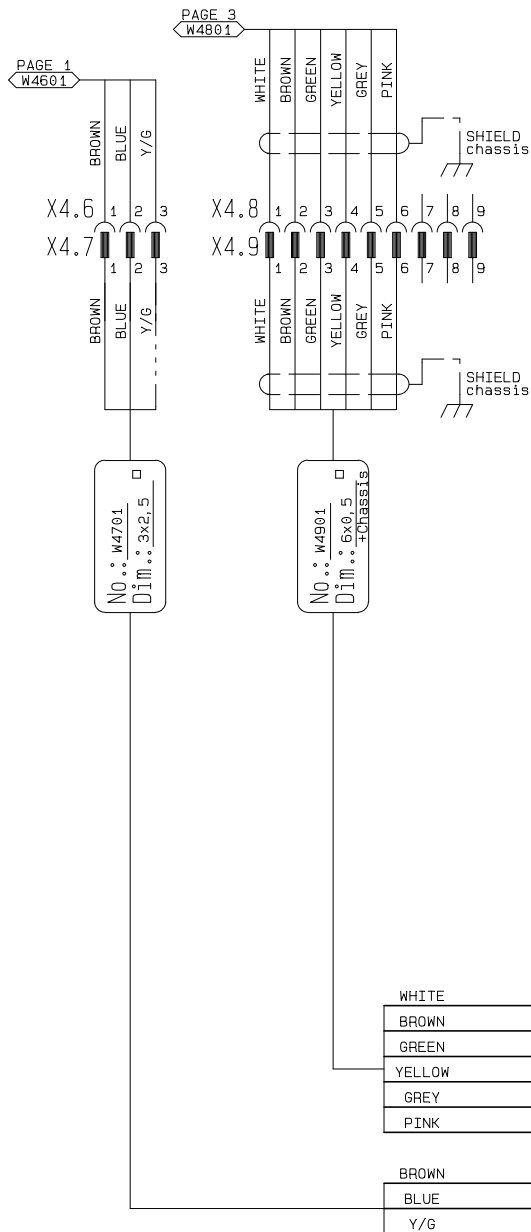 PAGE 3
W4801
PAGE 1
W4601
WHITE
BROWN
GREEN
YELLOW
GREY
PINK
BROWN
BLUE
Y/G
SHIELD
chassis
X4.6 1 2 3
X4.8 1 2 3 4 5 6 7 8 9
X4.7 1 2 3
X4.9 1 2 3 4 5 6 7 8 9
BROWN
BLUE
Y/G
WHITE
BROWN
GREEN
YELLOW
GREY
PINK
SHIELD
chassis
No.: W4701
Dim.: 3x2,5
No.: W4901
Dim.: 6x0,5
+Chassis
WHITE
BROWN
GREEN
YELLOW
GREY
PINK
BROWN
BLUE
Y/G